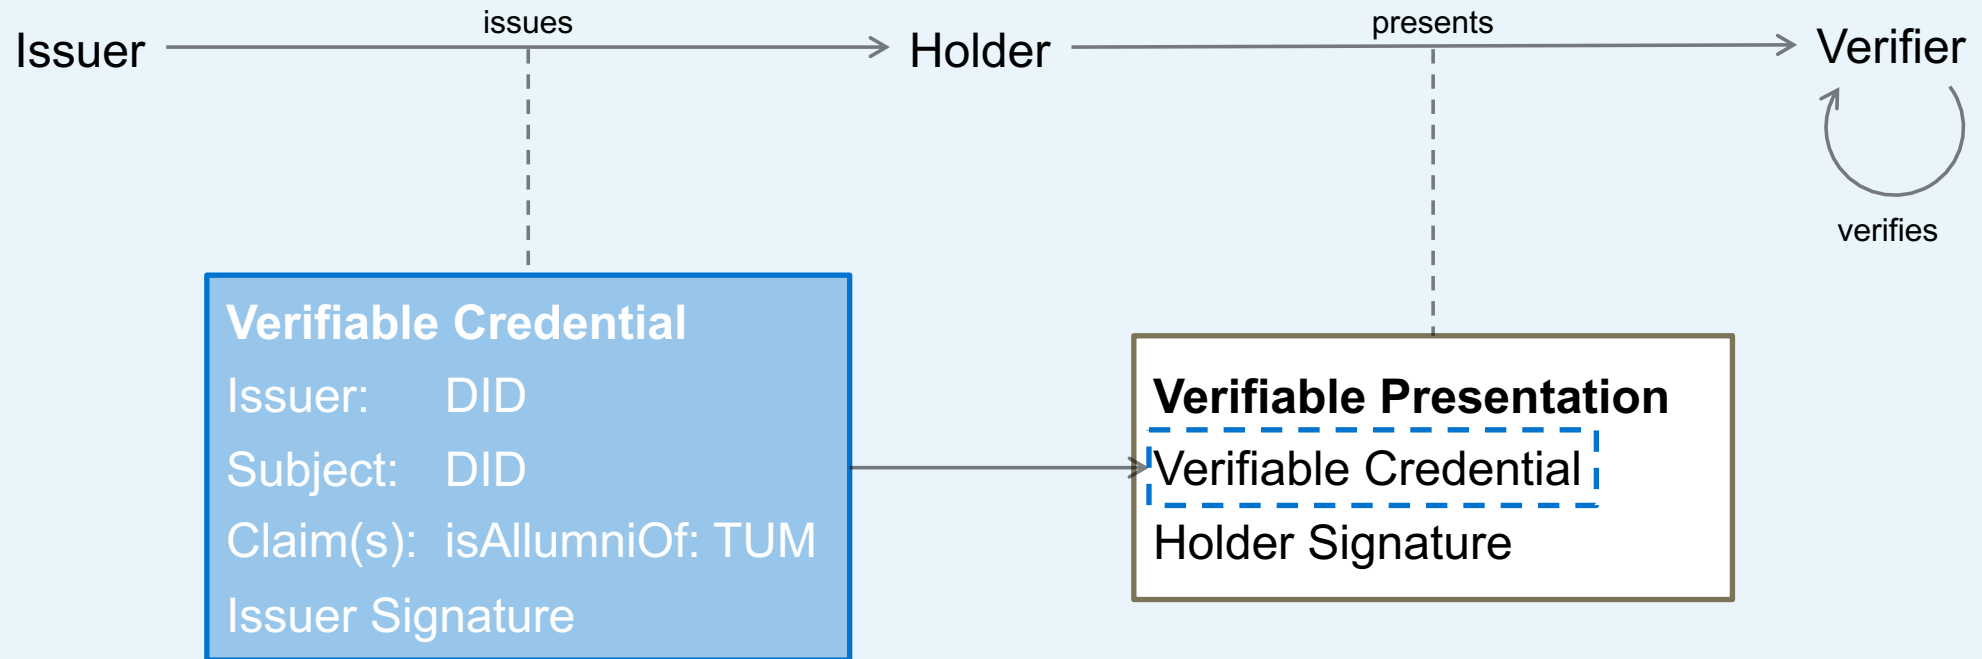 issues
presents
Issuer
Holder
Verifier
verifies
Verifiable Credential
Issuer: DID
Subject: DID
Claim(s): isAllumniOf: TUM
Issuer Signature
Verifiable Presentation
Verifiable Credential
Holder Signature